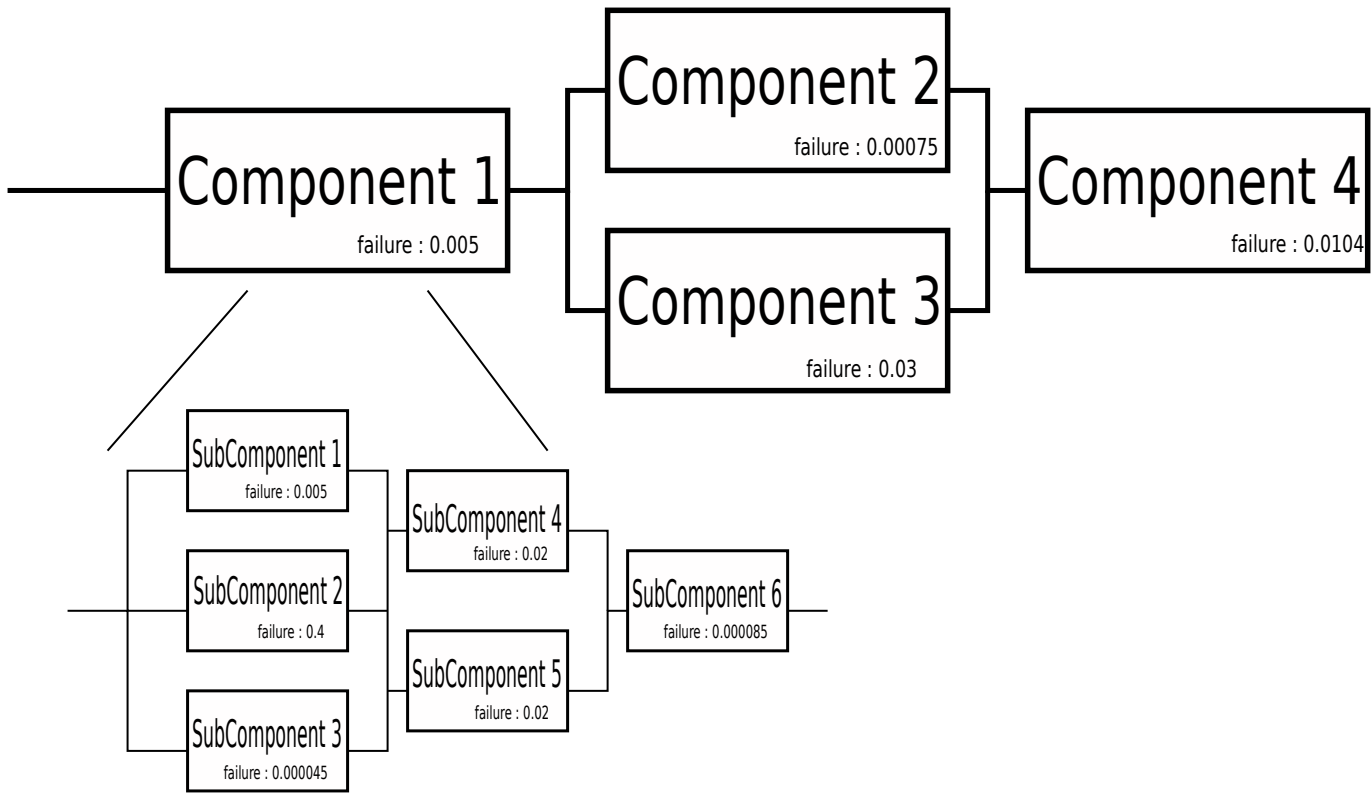 Component 1
failure : 0.005
Component 2
failure : 0.00075
Component 3
failure : 0.03
Component 4
failure : 0.0104
SubComponent 1
failure : 0.005
SubComponent 2
failure : 0.4
SubComponent 3
failure : 0.000045
SubComponent 4
failure : 0.02
SubComponent 5
failure : 0.02
SubComponent 6
failure : 0.000085